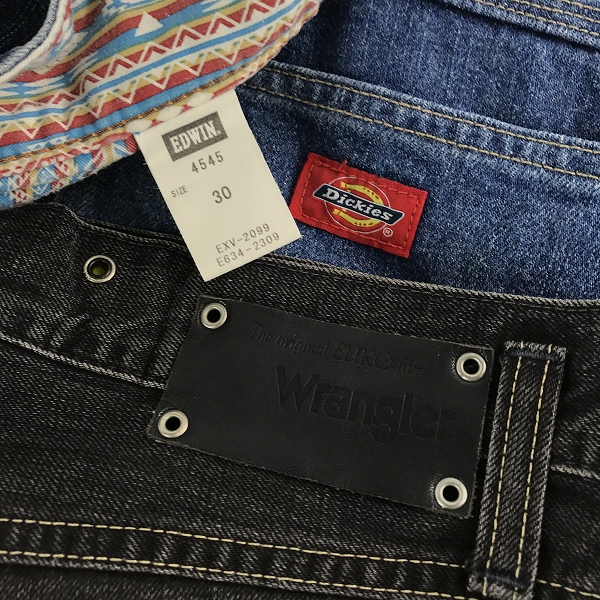 EDWIN.
4545
SIZE
30
EXV-2099
E634-2309
Dickies
®
The original EURO fit-
Wrangler